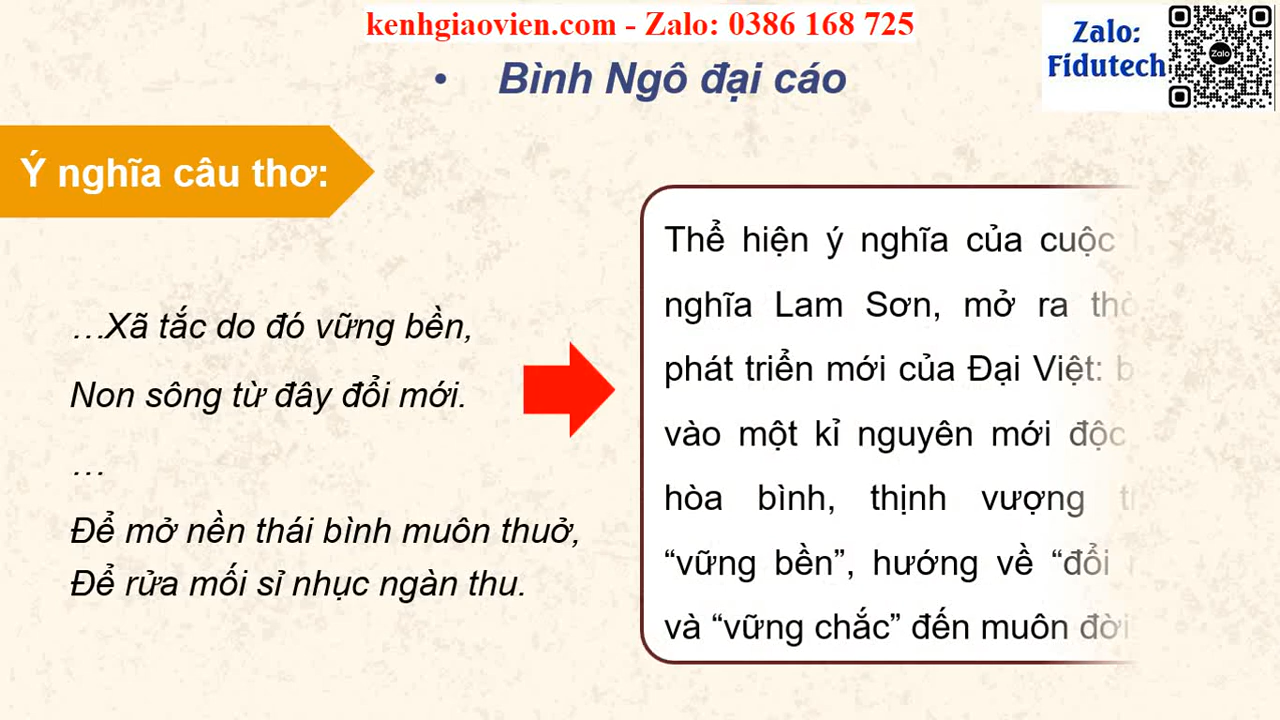 kenhgiaovien.com - Zalo: 0386 168 725
Zalo:
Fidutech
Zalo
• Bình Ngô đại cáo
Ý nghĩa câu thơ:
…Xã tắc do đó vững bền,
Non sông từ đây đổi mới.
…
Để mở nền thái bình muôn thuở,
Để rửa mối sỉ nhục ngàn thu.
Thể hiện ý nghĩa của cuộc
nghĩa Lam Sơn, mở ra
phát triển mới của Đại Việt:
vào một kỉ nguyên mới độc
hòa bình, thịnh vượng
“vững bền”, hướng về “đổi
và “vững chắc” đến muôn đời